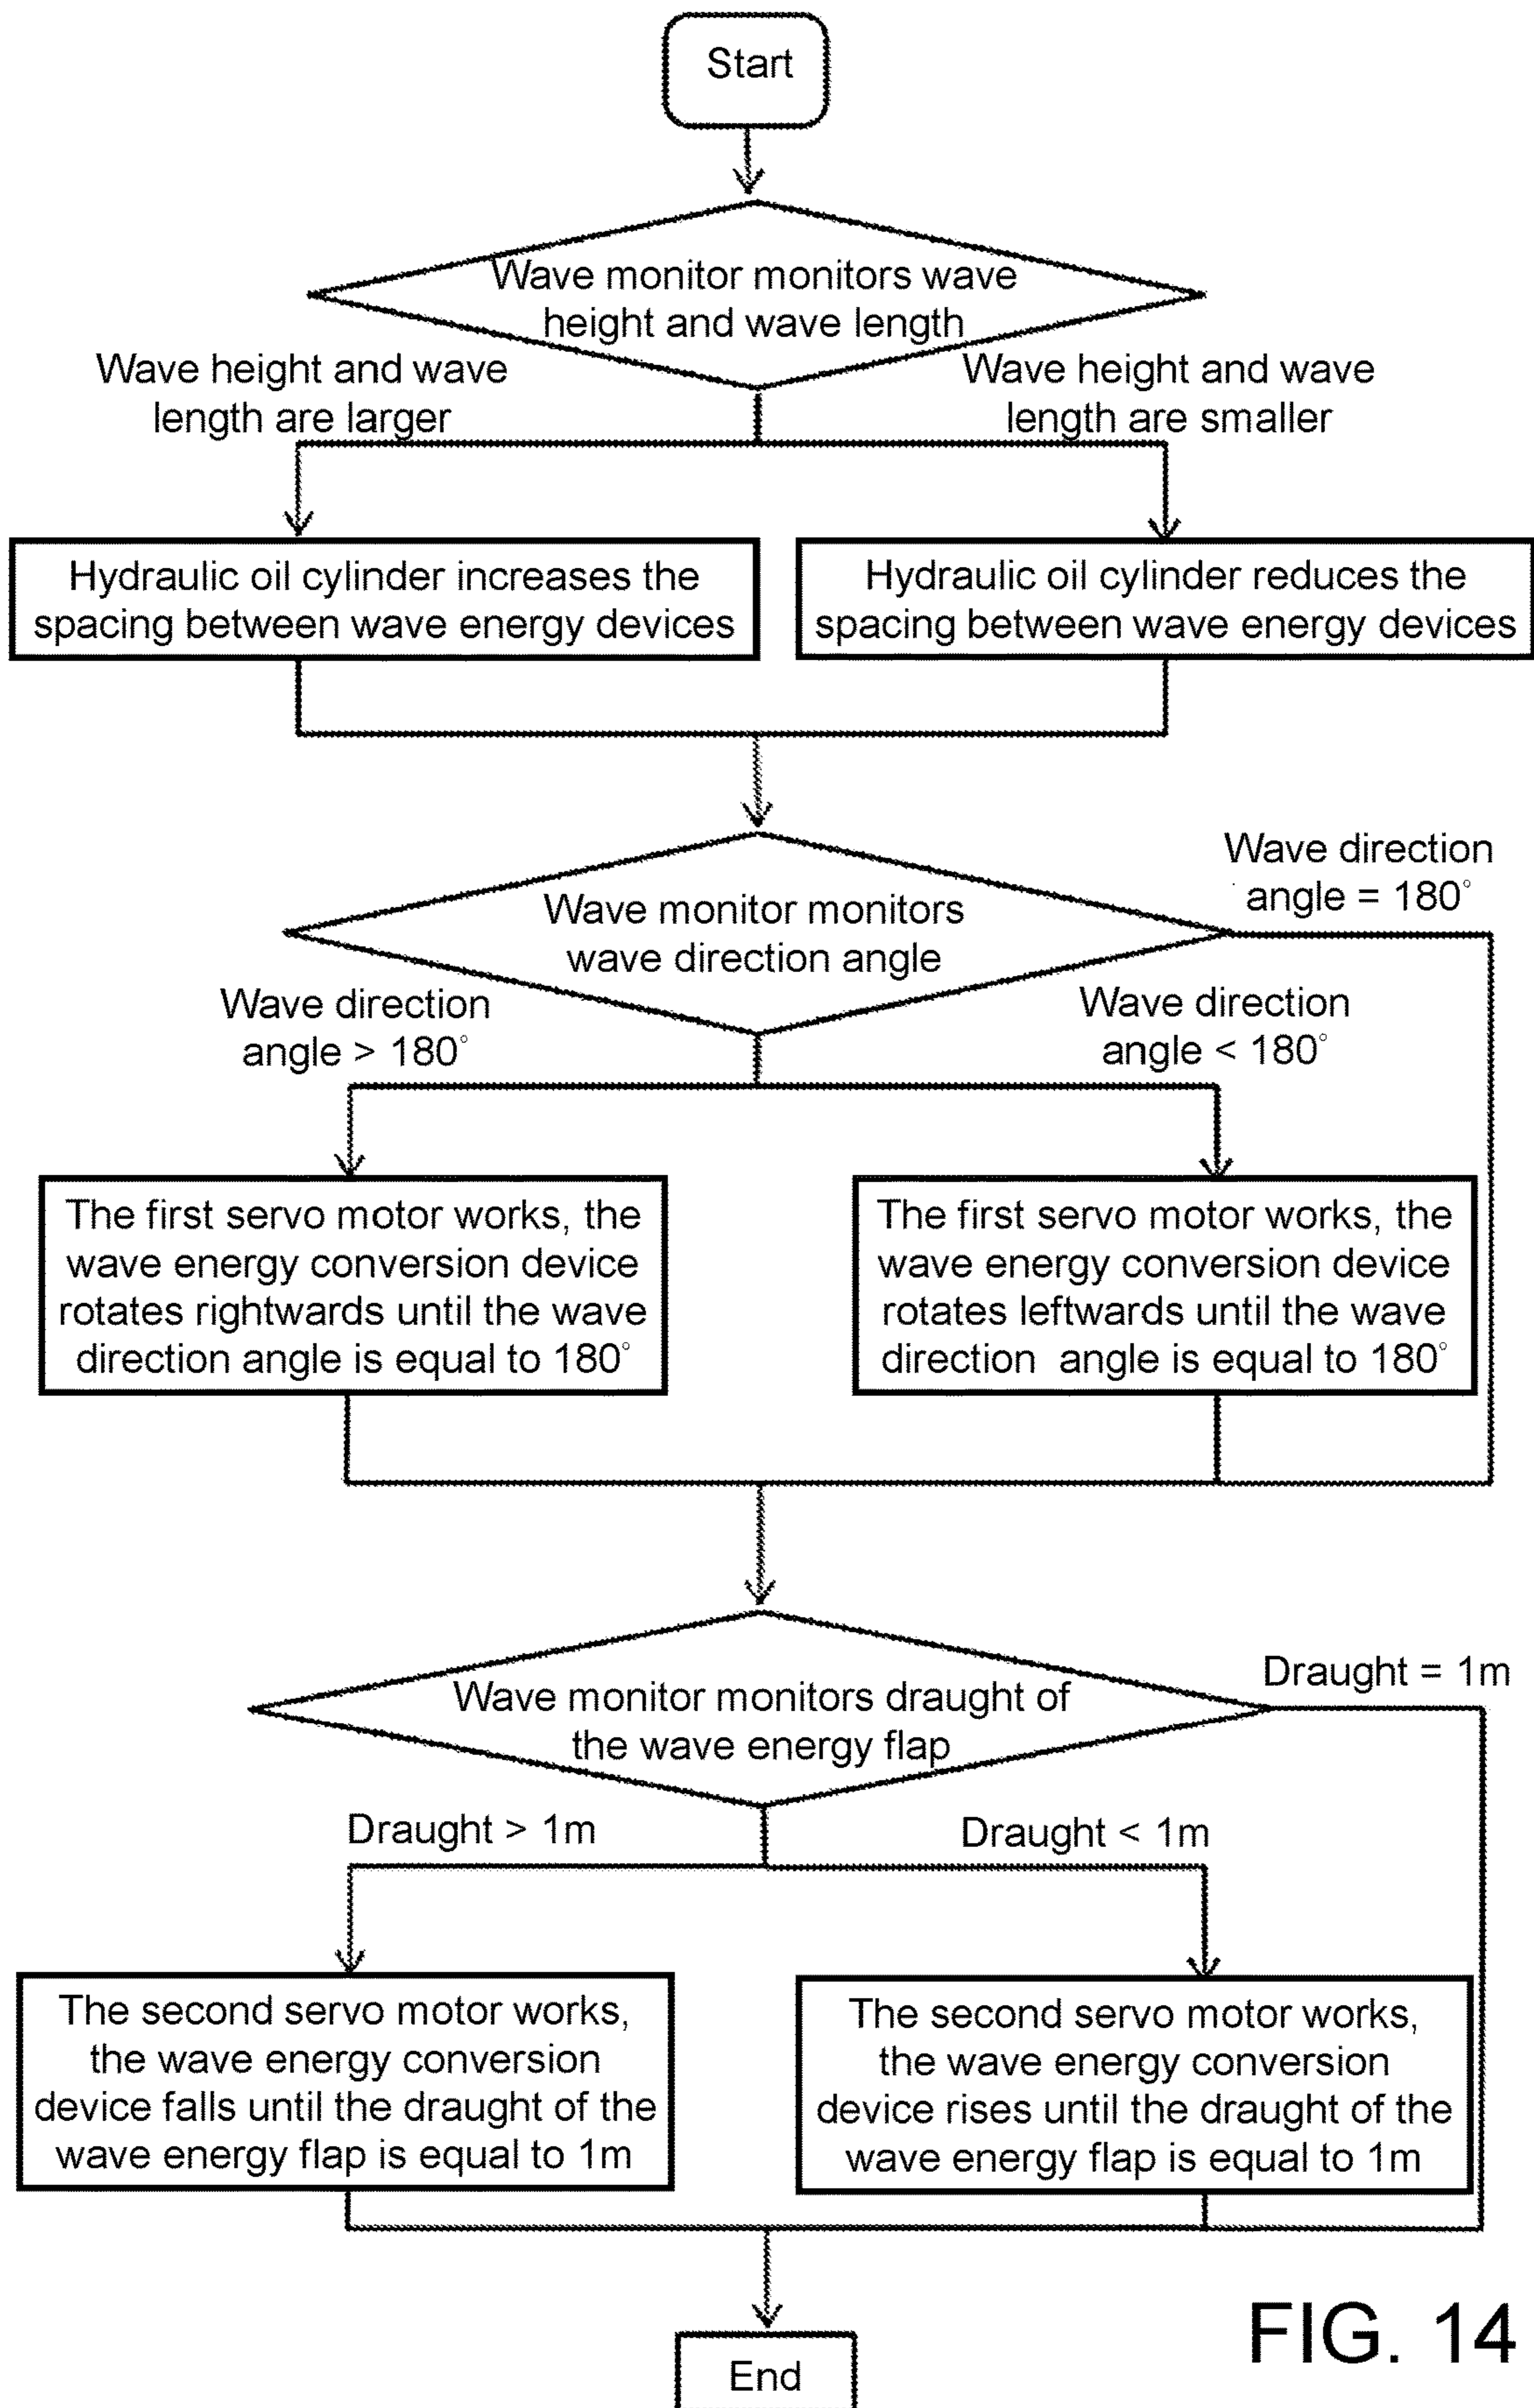 Start
Wave monitor monitors wave
height and wave length
Wave height and wave
length are larger
Wave height and wave
length are smaller
Hydraulic oil cylinder increases the
spacing between wave energy devices
Hydraulic oil cylinder reduces the
spacing between wave energy devices
Wave direction
angle = 180°
Wave monitor monitors
wave direction angle
Wave direction
angle > 180°
Wave direction
angle < 180°
The first servo motor works, the
wave energy conversion device
rotates rightwards until the wave
direction angle is equal to 180°
The first servo motor works, the
wave energy conversion device
rotates leftwards until the wave
direction angle is equal to 180°
Draught = 1m
Wave monitor monitors draught of
the wave energy flap
Draught > 1m
Draught < 1m
The second servo motor works,
the wave energy conversion
device falls until the draught of the
wave energy flap is equal to 1m
The second servo motor works,
the wave energy conversion
device rises until the draught of the
wave energy flap is equal to 1m
End
FIG. 14